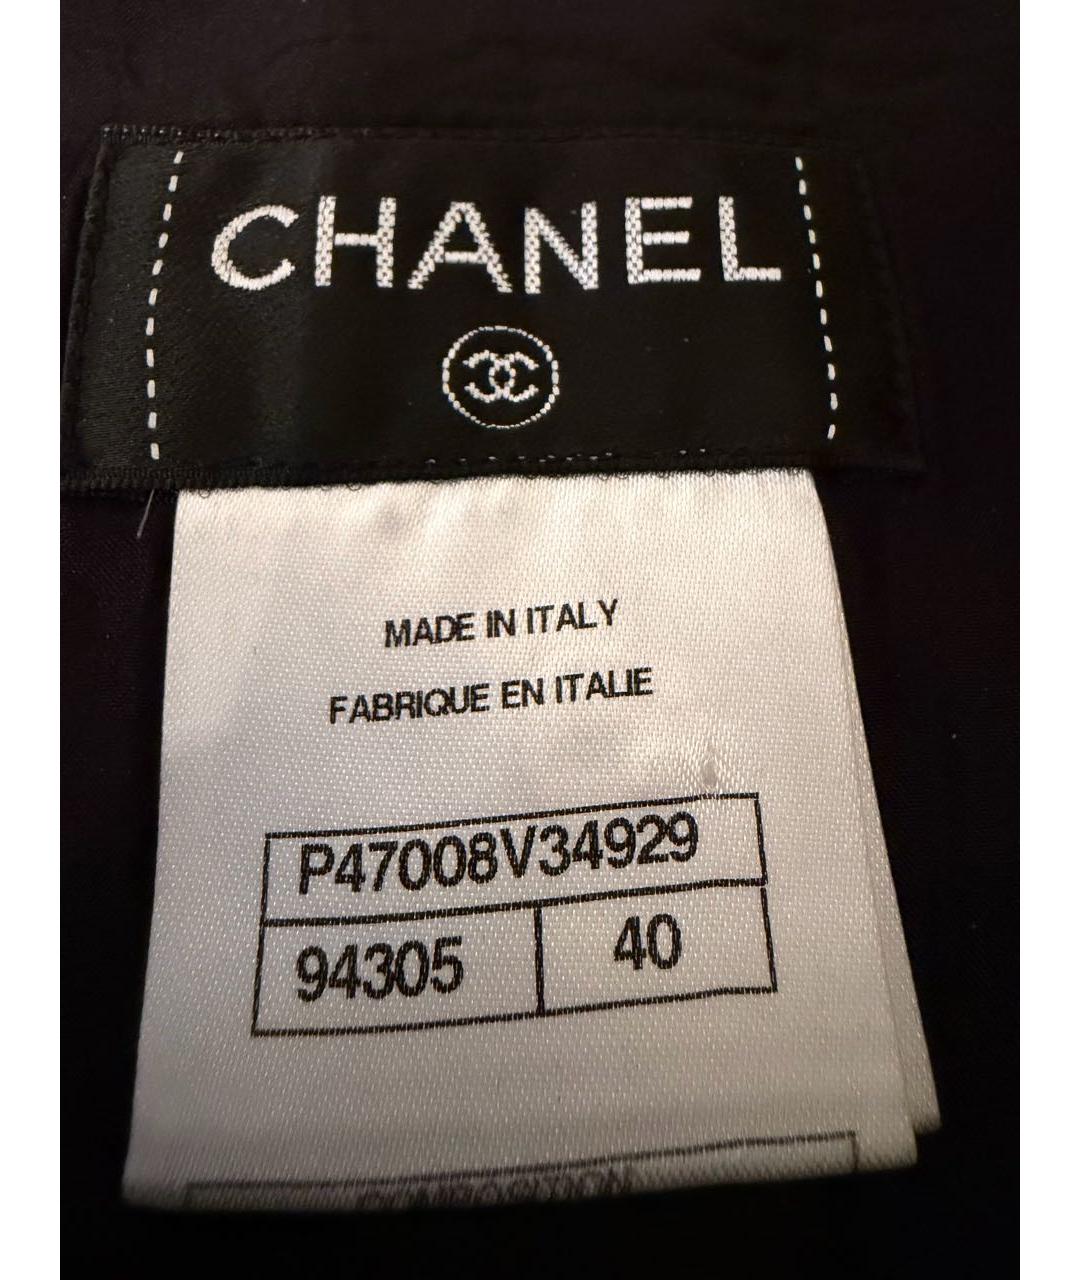 CHANEL
MADE IN ITALY
FABRIQUE EN ITALIE
P47008V34929
94305 40